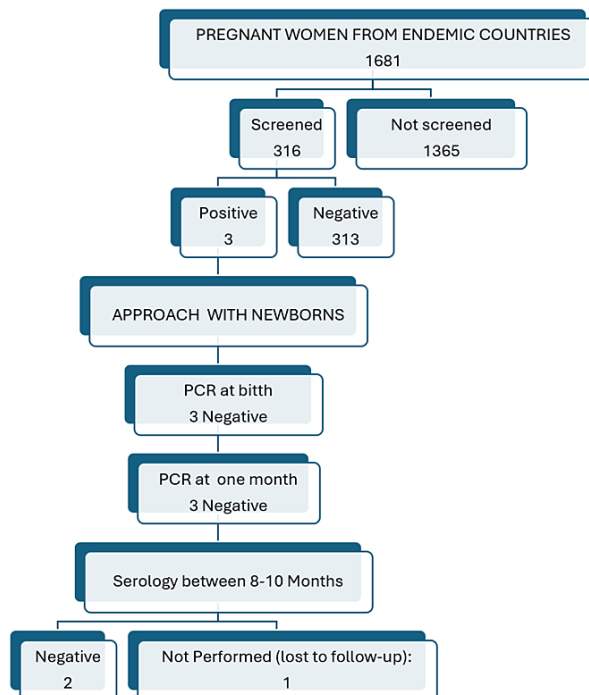 PREGNANT WOMEN FROM ENDEMIC COUNTRIES
1681
Screened
316
Not screened
1365
Positive
3
Negative
313
APPROACH WITH NEWBORNS
PCR at bitth
3 Negative
PCR at one month
3 Negative
Serology between 8-10 Months
Negative
2
Not Performed (lost to follow-up):
1